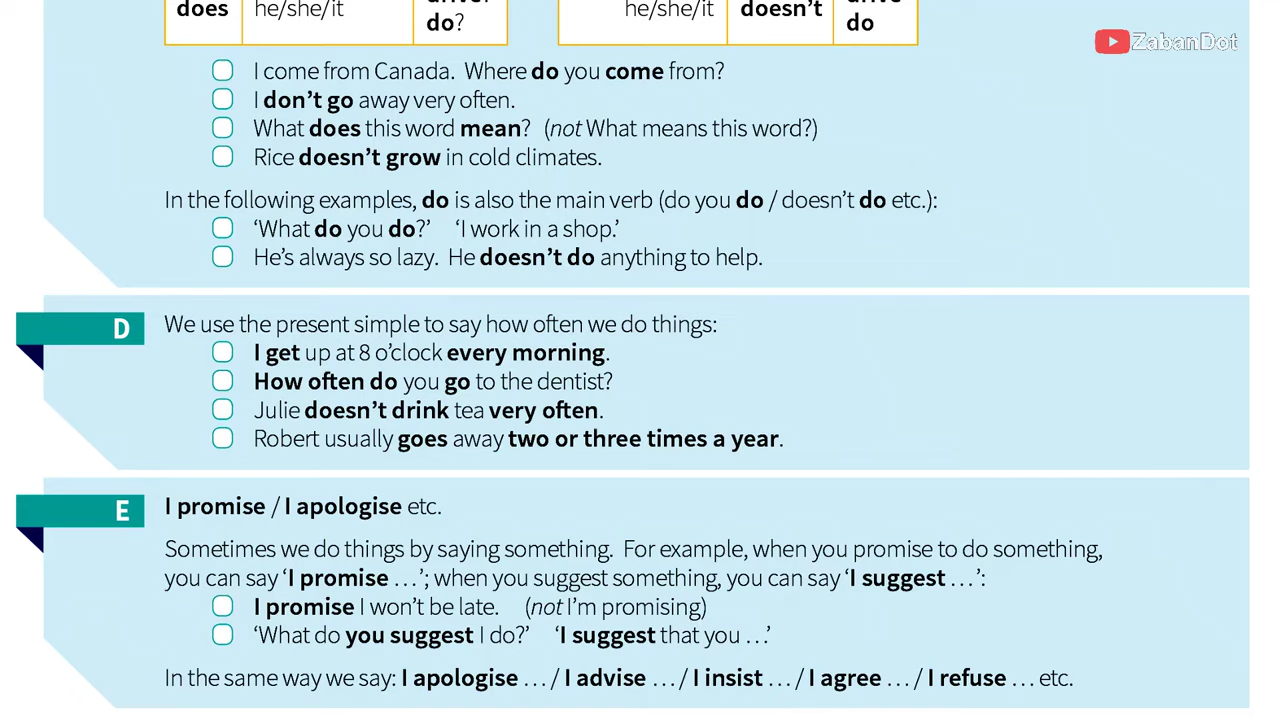 does he/she/it do? he/she/it doesn't do
ZabanDot
I come from Canada. Where do you come from?
I don’t go away very often.
What does this word mean? (not What means this word?)
Rice doesn’t grow in cold climates.
In the following examples, do is also the main verb (do you do / doesn’t do etc.):
‘What do you do?’ ‘I work in a shop.’
He’s always so lazy. He doesn’t do anything to help.
D
We use the present simple to say how often we do things:
I get up at 8 o’clock every morning.
How often do you go to the dentist?
Julie doesn’t drink tea very often.
Robert usually goes away two or three times a year.
E
I promise / I apologise etc.
Sometimes we do things by saying something. For example, when you promise to do something,
you can say ‘I promise …’; when you suggest something, you can say ‘I suggest …’:
I promise I won’t be late. (not I’m promising)
‘What do you suggest I do?’ ‘I suggest that you …’
In the same way we say: I apologise … / I advise … / I insist … / I agree … / I refuse … etc.